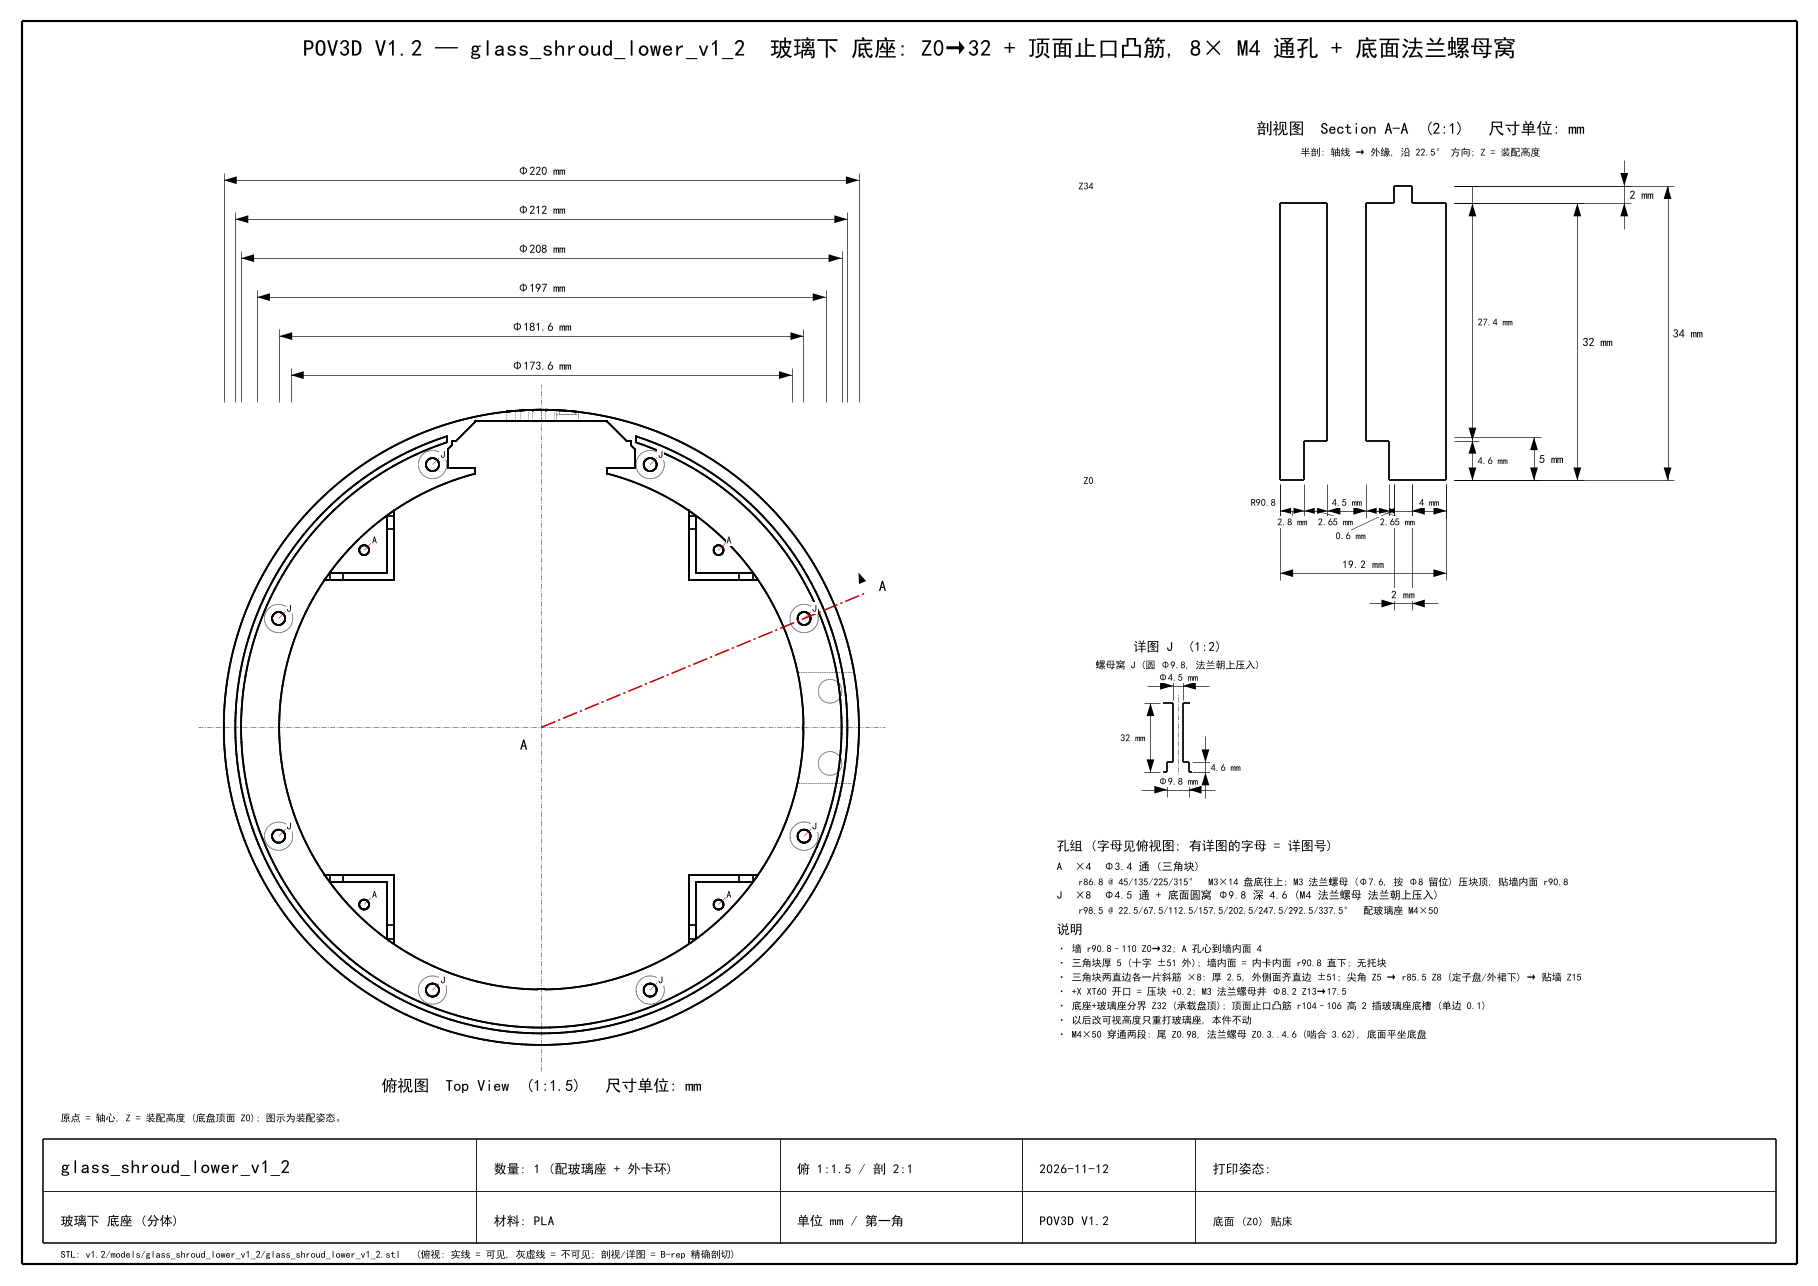 POV3D V1.2 — glass_shroud_lower_v1_2  玻璃下 底座: Z0→32 + 顶面止口凸筋, 8× M4 通孔 + 底面法兰螺母窝
剖视图  Section A-A  (2:1)   尺寸单位: mm
半剖: 轴线 → 外缘, 沿 22.5° 方向; Z = 装配高度
Φ220 mm
Φ212 mm
Φ208 mm
Φ197 mm
Φ181.6 mm
Φ173.6 mm
Z34
2 mm
27.4 mm
32 mm
34 mm
4.6 mm
5 mm
Z0
R90.8
4.5 mm
4 mm
2.8 mm
2.65 mm
2.65 mm
0.6 mm
19.2 mm
2 mm
J
J
A
A
A
J
J
A
J
J
A
A
J
J
详图 J  (1:2)
螺母窝 J (圆 Φ9.8, 法兰朝上压入)
Φ4.5 mm
32 mm
4.6 mm
Φ9.8 mm
孔组 (字母见俯视图; 有详图的字母 = 详图号)
A  ×4  Φ3.4 通 (三角块)
r86.8 @ 45/135/225/315°  M3×14 盘底往上; M3 法兰螺母 (Φ7.6, 按 Φ8 留位) 压块顶, 贴墙内面 r90.8
J  ×8  Φ4.5 通 + 底面圆窝 Φ9.8 深 4.6 (M4 法兰螺母 法兰朝上压入)
r98.5 @ 22.5/67.5/112.5/157.5/202.5/247.5/292.5/337.5°  配玻璃座 M4×50
说明
· 墙 r90.8–110 Z0→32; A 孔心到墙内面 4
· 三角块厚 5 (十字 ±51 外); 墙内面 = 内卡内面 r90.8 直下; 无托块
· 三角块两直边各一片斜筋 ×8: 厚 2.5, 外侧面齐直边 ±51; 尖角 Z5 → r85.5 Z8 (定子盘/外裙下) → 贴墙 Z15
· +X XT60 开口 = 压块 +0.2; M3 法兰螺母井 Φ8.2 Z13→17.5
· 底座+玻璃座分界 Z32 (承载盘顶); 顶面止口凸筋 r104–106 高 2 插玻璃座底槽 (单边 0.1)
· 以后改可视高度只重打玻璃座, 本件不动
· M4×50 穿通两段: 尾 Z0.98, 法兰螺母 Z0.3..4.6 (啮合 3.62), 底面平坐底盘
俯视图  Top View  (1:1.5)   尺寸单位: mm
原点 = 轴心, Z = 装配高度 (底盘顶面 Z0); 图示为装配姿态。
glass_shroud_lower_v1_2
数量: 1 (配玻璃座 + 外卡环)
俯 1:1.5 / 剖 2:1
2026-11-12
打印姿态:
玻璃下 底座 (分体)
材料: PLA
单位 mm / 第一角
POV3D V1.2
底面 (Z0) 贴床
STL: v1.2/models/glass_shroud_lower_v1_2/glass_shroud_lower_v1_2.stl  (俯视: 实线 = 可见, 灰虚线 = 不可见; 剖视/详图 = B-rep 精确剖切)